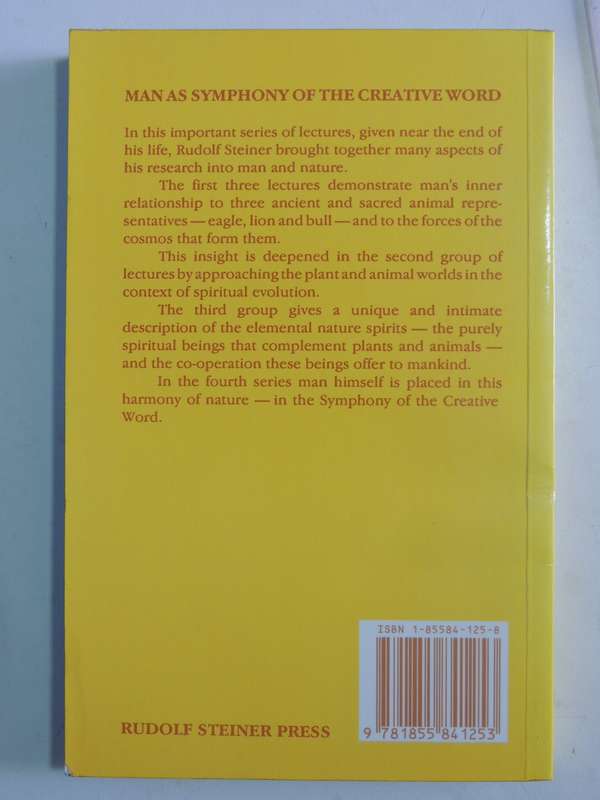 MAN AS SYMPHONY OF THE CREATIVE WORD
In this important series of lectures, given near the end of
his life, Rudolf Steiner brought together many aspects of
his research into man and nature.
The first three lectures demonstrate man's inner
relationship to three ancient and sacred animal repre-
sentatives — eagle, lion and bull — and to the forces of the
cosmos that form them.
This insight is deepened in the second group of
lectures by approaching the plant and animal worlds in the
context of spiritual evolution.
The third group gives a unique and intimate
description of the elemental nature spirits — the purely
spiritual beings that complement plants and animals —
and the co-operation these beings offer to mankind.
In the fourth series man himself is placed in this
harmony of nature — in the Symphony of the Creative
Word.
ISBN 1-85584-125-8
9 781855 841253
RUDOLF STEINER PRESS